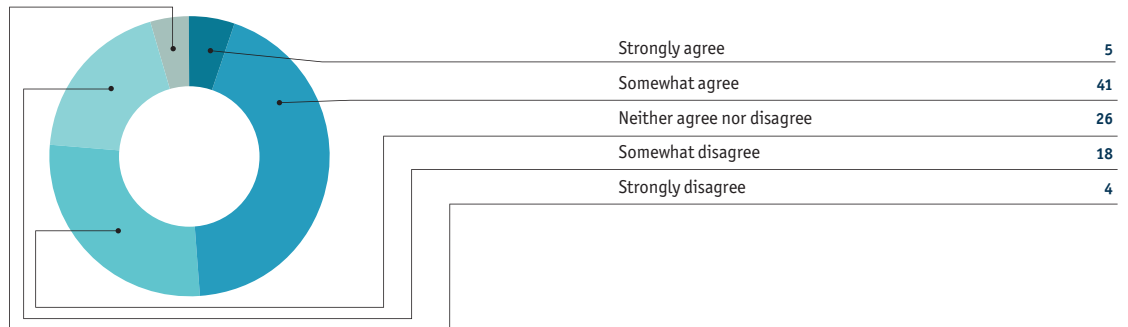 Strongly agree 5
Somewhat agree 41
Neither agree nor disagree 26
Somewhat disagree 18
Strongly disagree 4